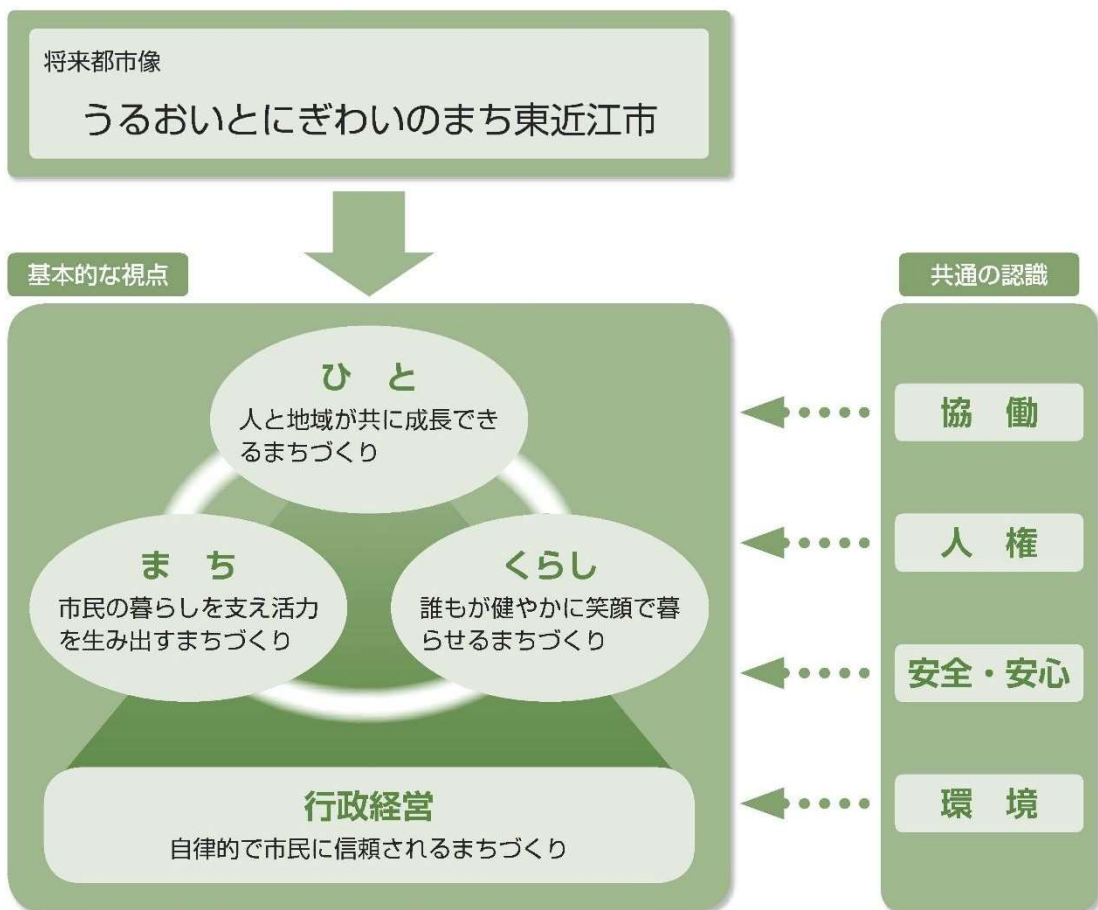 将来都市像
うるおいとにぎわいのまち東近江市
基本的な視点
ひ　と
人と地域が共に成長でき
るまちづくり
ま　ち
市民の暮らしを支え活力
を生み出すまちづくり
くらし
誰もが健やかに笑顔で暮
らせるまちづくり
行政経営
自律的で市民に信頼されるまちづくり
共通の認識
協　働
人　権
安全・安心
環　境